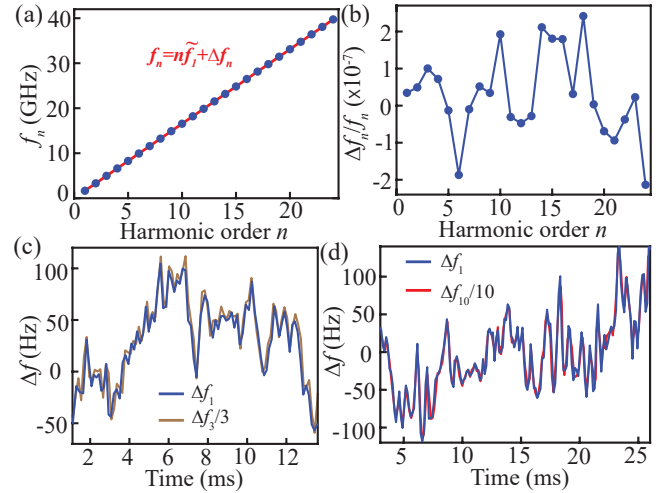 (a)
f_n=nf̃_1+Δf_n
f_n (GHz)
40
30
20
10
0
0
5
10
15
20
Harmonic order n
(b)
Δf_n/f_n (x10⁻⁷)
2
1
0
-1
-2
0
10
20
Harmonic order n
(c)
Δf (Hz)
100
50
0
-50
Δf_1
Δf_3/3
2
4
6
8
10
12
Time (ms)
(d)
Δf (Hz)
100
50
0
-50
-100
Δf_1
Δf_10/10
5
10
15
20
25
Time (ms)